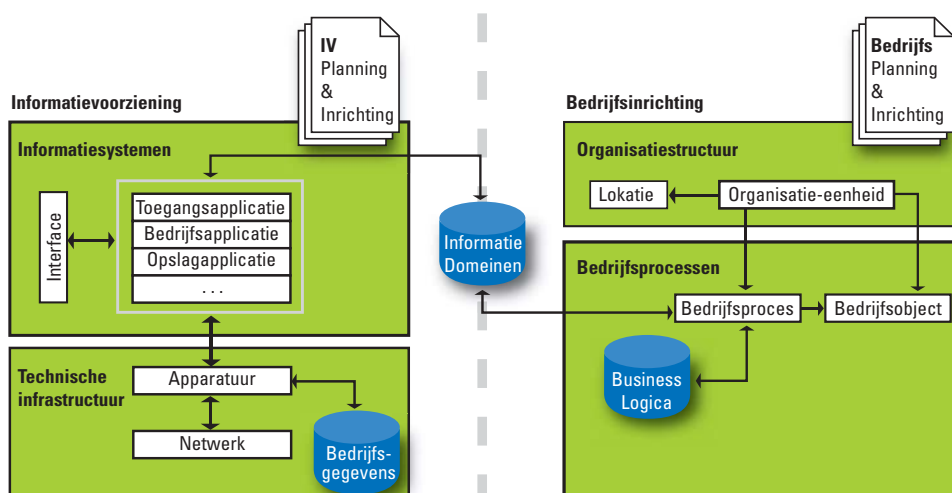 IV
Planning
&
Inrichting
Informatievoorziening
Informatiesystemen
Interface
Toegangsapplicatie
Bedrijfsapplicatie
Opslagapplicatie
...
Technische
infrastructuur
Apparatuur
Netwerk
Bedrijfs-
gegevens
Informatie
Domeinen
Bedrijfs
Planning
&
Inrichting
Bedrijfsinrichting
Organisatiestructuur
Lokatie
Organisatie-eenheid
Bedrijfsprocessen
Bedrijfsproces
Bedrijfsobject
Business
Logica